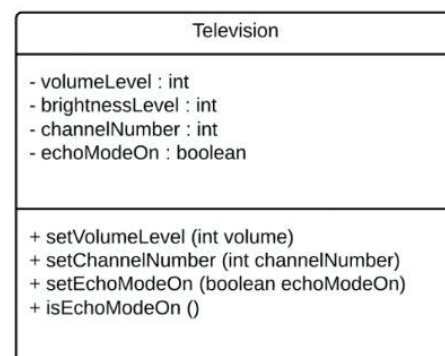 Television
- volumeLevel : int
- brightnessLevel : int
- channelNumber : int
- echoModeOn : boolean
+ setVolumeLevel (int volume)
+ setChannelNumber (int channelNumber)
+ setEchoModeOn (boolean echoModeOn)
+ isEchoModeOn ()